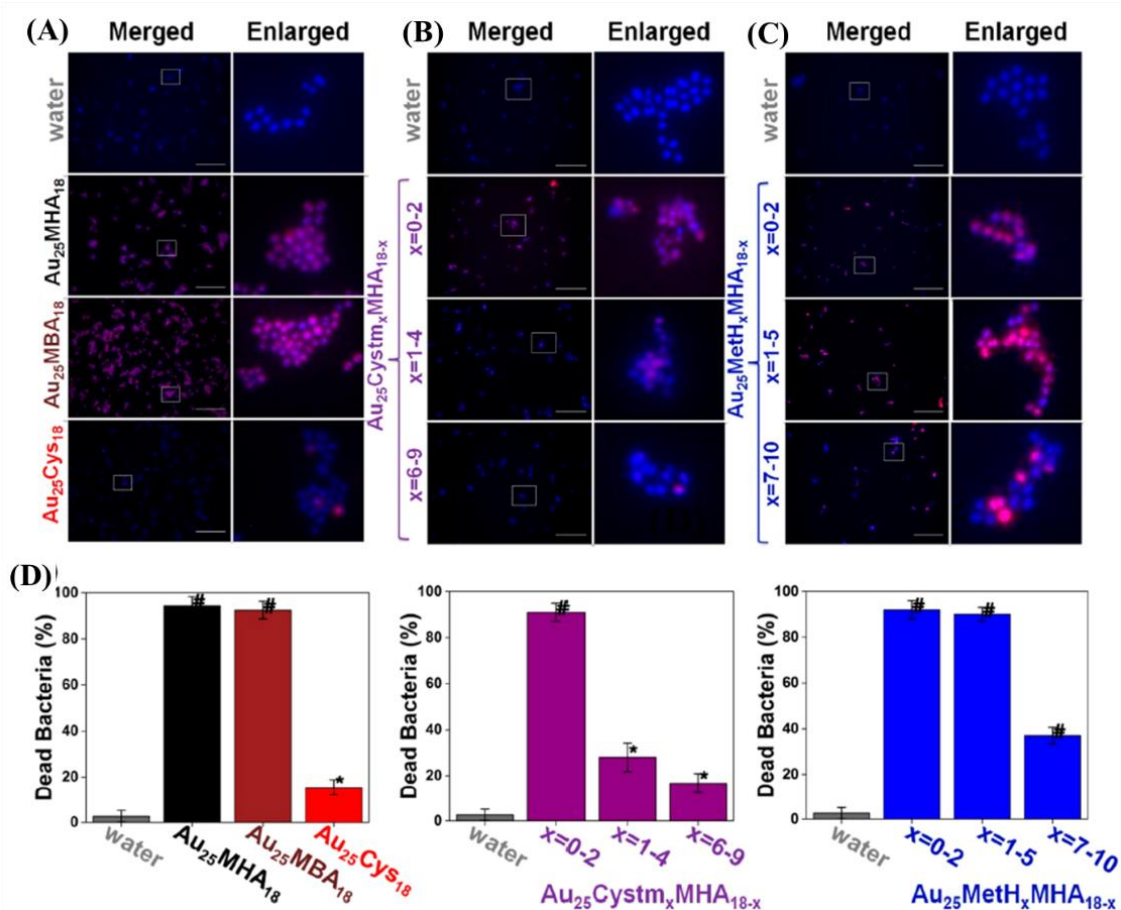 (A) Merged Enlarged (B) Merged Enlarged (C) Merged Enlarged
water
Au₂₅MHA₁₈
Au₂₅MBA₁₈
Au₂₅Cys₁₈
water
Au₂₅CystmₓMHA₁₈₋ₓ
x=0-2
x=1-4
x=6-9
water
Au₂₅MetHₓMHA₁₈₋ₓ
x=0-2
x=1-5
x=7-10
(D)
Dead Bacteria (%)
100
80
60
40
20
0
# # *
water Au₂₅MHA₁₈ Au₂₅MBA₁₈ Au₂₅Cys₁₈
Dead Bacteria (%)
100
80
60
40
20
0
# * *
water x=0-2 x=1-4 x=6-9
Au₂₅CystmₓMHA₁₈₋ₓ
Dead Bacteria (%)
100
80
60
40
20
0
# # #
water x=0-2 x=1-5 x=7-10
Au₂₅MetHₓMHA₁₈₋ₓ